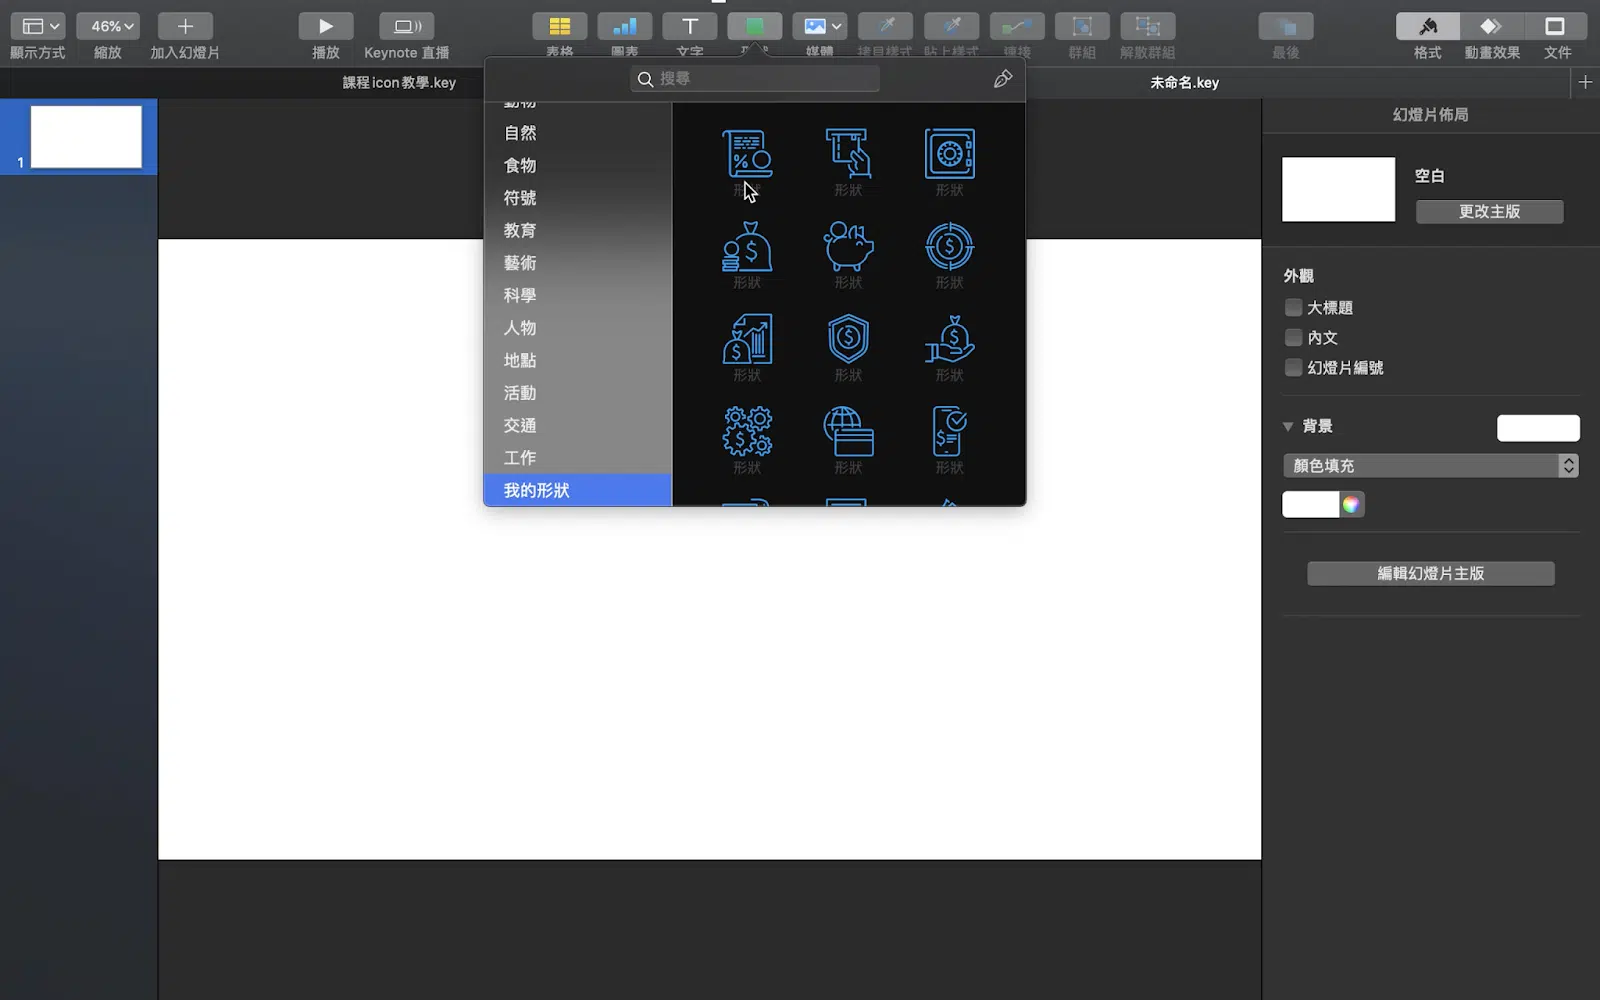 46%
顯示方式
縮放
加入幻燈片
播放
Keynote 直播
表格
圖表
文字
媒體
拷貝樣式
貼上樣式
連接
群組
解散群組
最後
格式
動畫效果
文件
課程icon教學.key
未命名.key
搜尋
動物
自然
食物
符號
教育
藝術
科學
人物
地點
活動
交通
工作
我的形狀
形狀
形狀
形狀
形狀
形狀
形狀
形狀
形狀
形狀
形狀
形狀
形狀
1
幻燈片佈局
空白
更改主版
外觀
大標題
內文
幻燈片編號
背景
顏色填充
編輯幻燈片主版